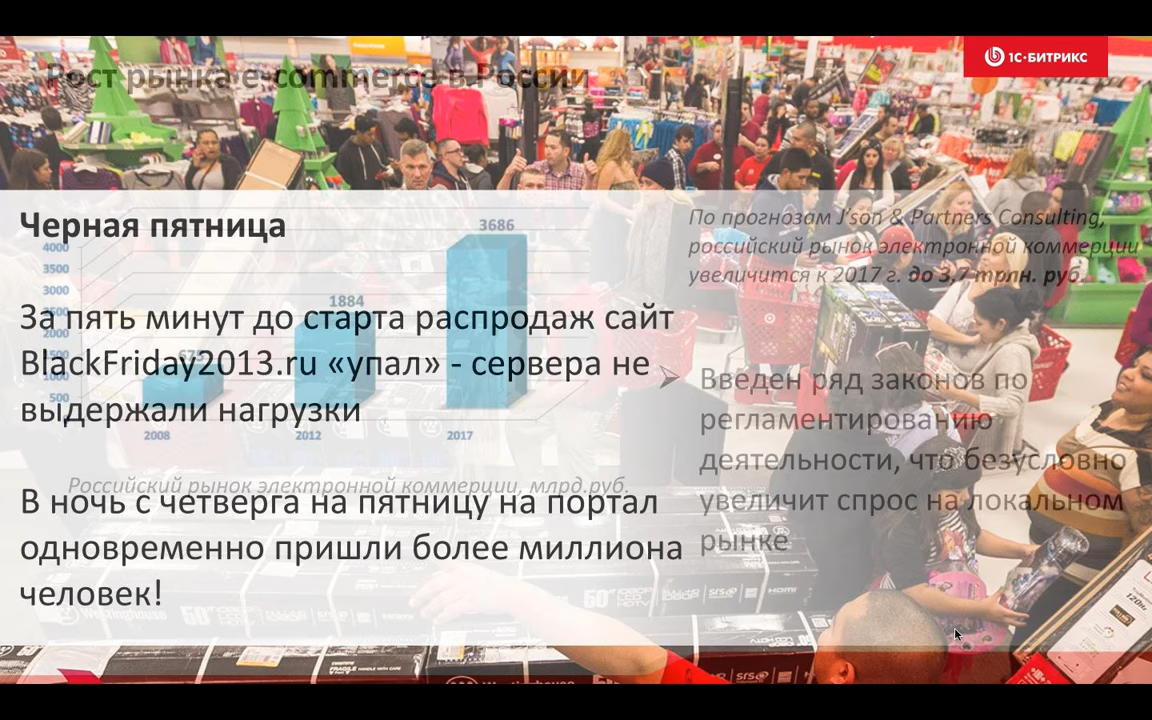 Рост рынка e-commerce в России
1С-БИТРИКС
Черная пятница
За пять минут до старта распродаж сайт
BlackFriday2013.ru «упал» - сервера не
выдержали нагрузки
В ночь с четверга на пятницу на портал
одновременно пришли более миллиона
человек!
4000
3500
3000
2500
2000
1500
1000
500
675
1884
3686
2008
2012
2017
Российский рынок электронной коммерции, млрд.руб.
По прогнозам J'son & Partners Consulting,
российский рынок электронной коммерции
увеличится к 2017 г. до 3,7 трлн. руб.
Введен ряд законов по
регламентированию
деятельности, что безусловно
увеличит спрос на локальном
рынке
50"
120Hz